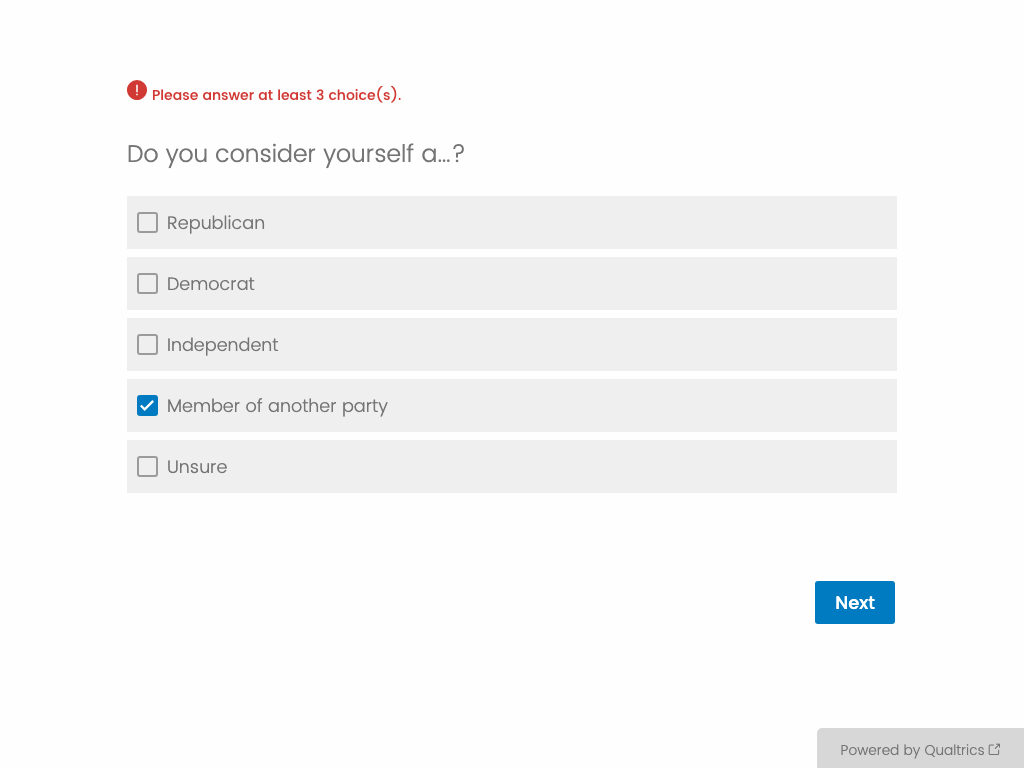 Please answer at least 3 choice(s).
Do you consider yourself a...?
Republican
Democrat
Independent
Member of another party
Unsure
Next
Powered by Qualtrics